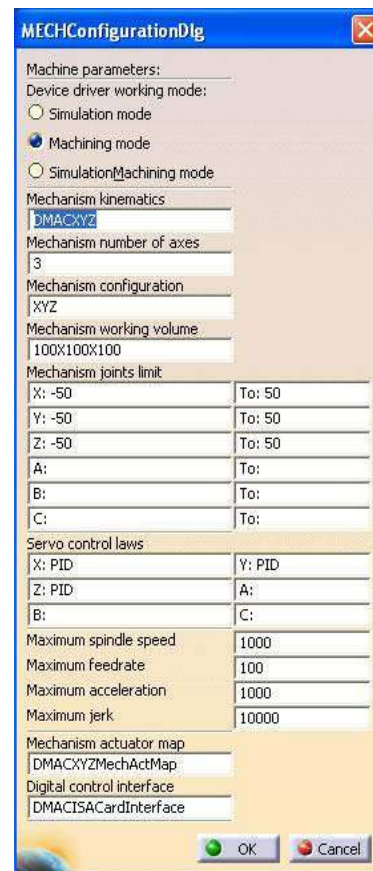 MECHConfigurationDlg
Machine parameters:
Device driver working mode:
Simulation mode
Machining mode
SimulationMachining mode
Mechanism kinematics
DMACXYZ
Mechanism number of axes
3
Mechanism configuration
XYZ
Mechanism working volume
100X100X100
Mechanism joints limit
X: -50 To: 50
Y: -50 To: 50
Z: -50 To: 50
A: To:
B: To:
C: To:
Servo control laws
X: PID Y: PID
Z: PID A:
B: C:
Maximum spindle speed 1000
Maximum feedrate 100
Maximum acceleration 1000
Maximum jerk 10000
Mechanism actuator map
DMACXYZMechActMap
Digital control interface
DMACISACardInterface
OK Cancel